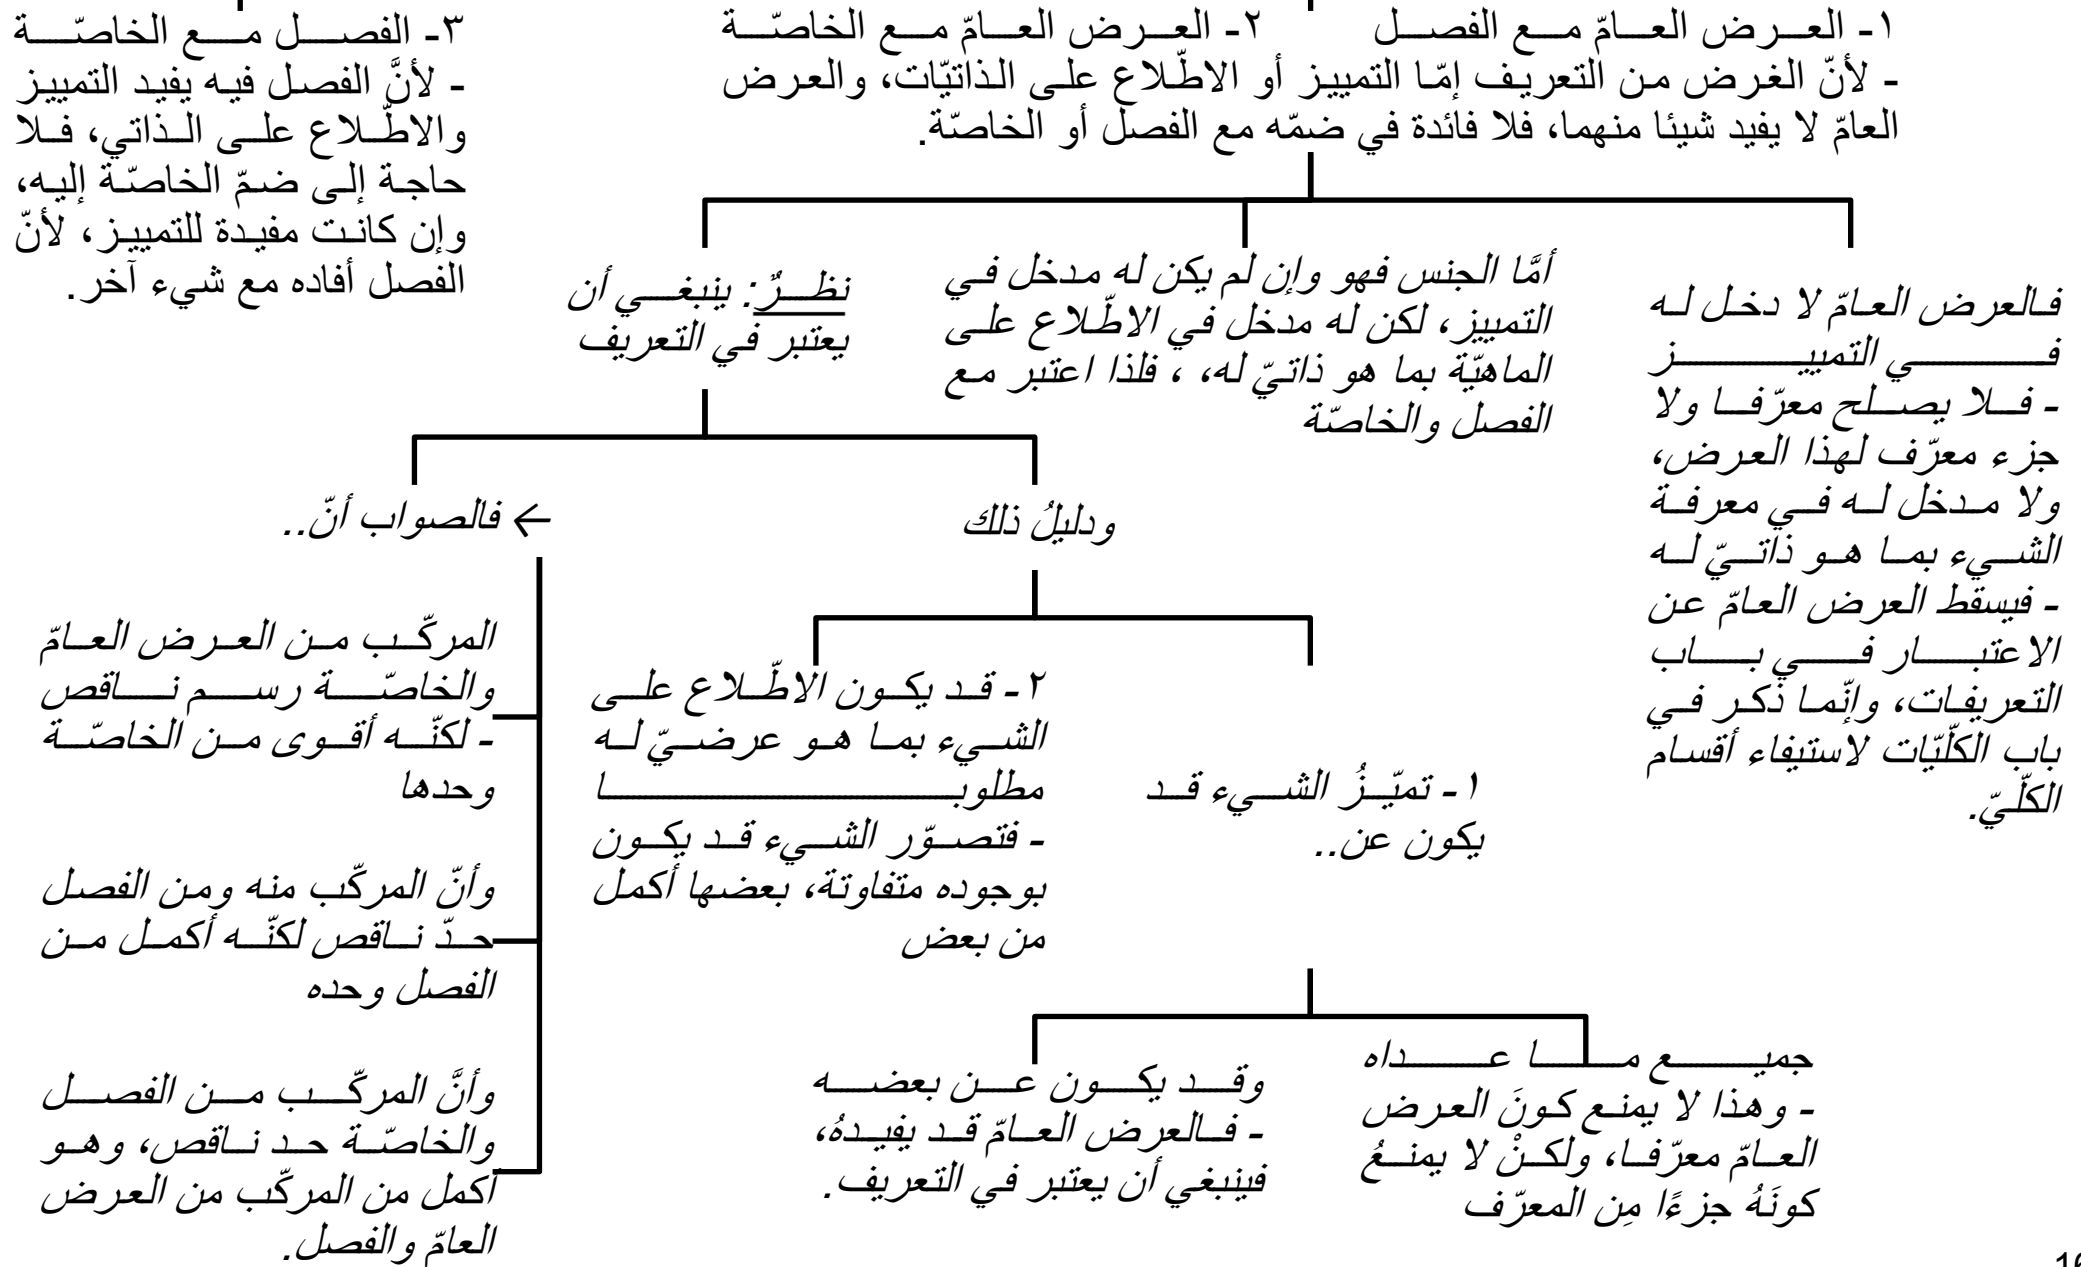 ١ـ العرض العامّ مع الفصل
٢ـ العرض العامّ مع الخاصّة
ـ لأنّ الغرض من التعريف إمّا التمييز أو الاطّلاع على الذاتيّات، والعرض
العامّ لا يفيد شيئا منهما، فلا فائدة في ضمّه مع الفصل أو الخاصّة.
٣ـ الفصل مع الخاصّة
ـ لأنَّ الفصل فيه يفيد التمييز
والاطّلاع على الذاتي، فلا
حاجة إلى ضمّ الخاصّة إليه،
وإن كانت مفيدة للتمييز، لأنّ
الفصل أفاده مع شيء آخر.
فالعرض العامّ لا دخل له
في التمييز
ـ فلا يصلح معرّفا ولا
جزء معرّف لهذا العرض،
ولا مدخل له في معرفة
الشيء بما هو ذاتيّ له
ـ فيسقط العرض العامّ عن
الاعتبار في باب
التعريفات، وإنّما ذكر في
باب الكلّيّات لاستيفاء أقسام
الكلّيّ.
أمَّا الجنس فهو وإن لم يكن له مدخل في
التمييز، لكن له مدخل في الاطّلاع على
الماهيّة بما هو ذاتيّ له، ، فلذا اعتبر مع
الفصل والخاصّة
نظرٌ: ينبغي أن
يعتبر في التعريف
ودليلُ ذلك
← فالصواب أنّ..
١ـ تميّزُ الشيء قد
يكون عن..
٢ـ قد يكون الاطّلاع على
الشيء بما هو عرضيّ له
مطلوبا
ـ فتصوّر الشيء قد يكون
بوجوده متفاوتة، بعضها أكمل
من بعض
جميع ما عداه
ـ وهذا لا يمنع كونَ العرض
العامّ معرّفا، ولكنْ لا يمنعُ
كونَهُ جزءًا مِن المعرّف
وقد يكون عن بعضه
ـ فالعرض العامّ قد يفيدهُ،
فينبغي أن يعتبر في التعريف.
المركّب من العرض العامّ
والخاصّة رسم ناقص
ـ لكنّه أقوى من الخاصّة
وحدها
وأنّ المركّب منه ومن الفصل
حدّ ناقص لكنّه أكمل من
الفصل وحده
وأنَّ المركّب من الفصل
والخاصّة حد ناقص، وهو
أكمل من المركّب من العرض
العامّ والفصل.